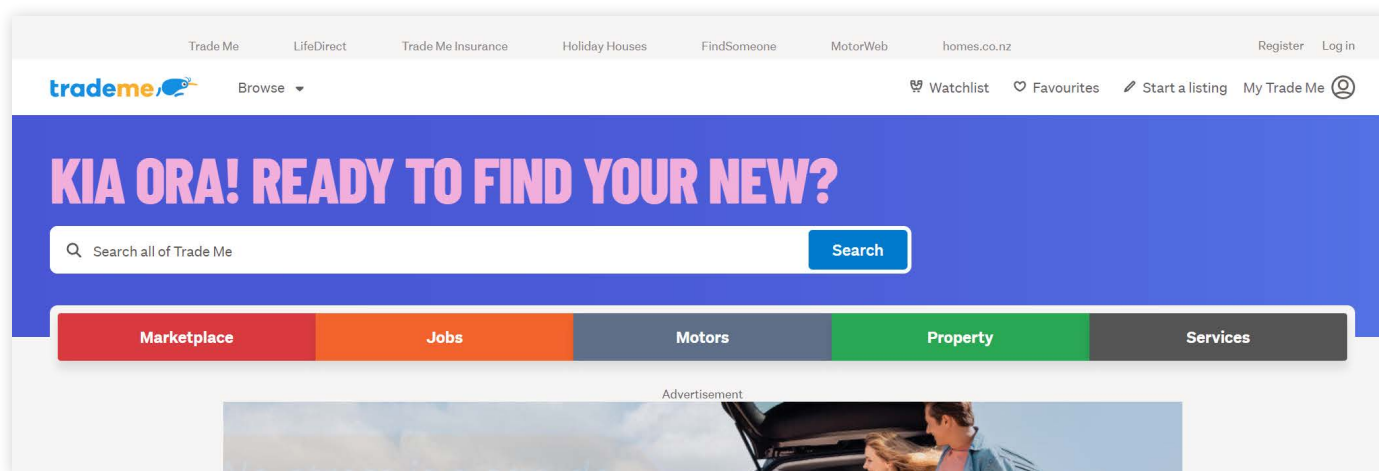 Trade Me LifeDirect Trade Me Insurance Holiday Houses FindSomeone MotorWeb homes.co.nz Register Log in
trademe Browse Watchlist Favourites Start a listing My Trade Me
KIA ORA! READY TO FIND YOUR NEW?
Search all of Trade Me Search
Marketplace Jobs Motors Property Services
Advertisement